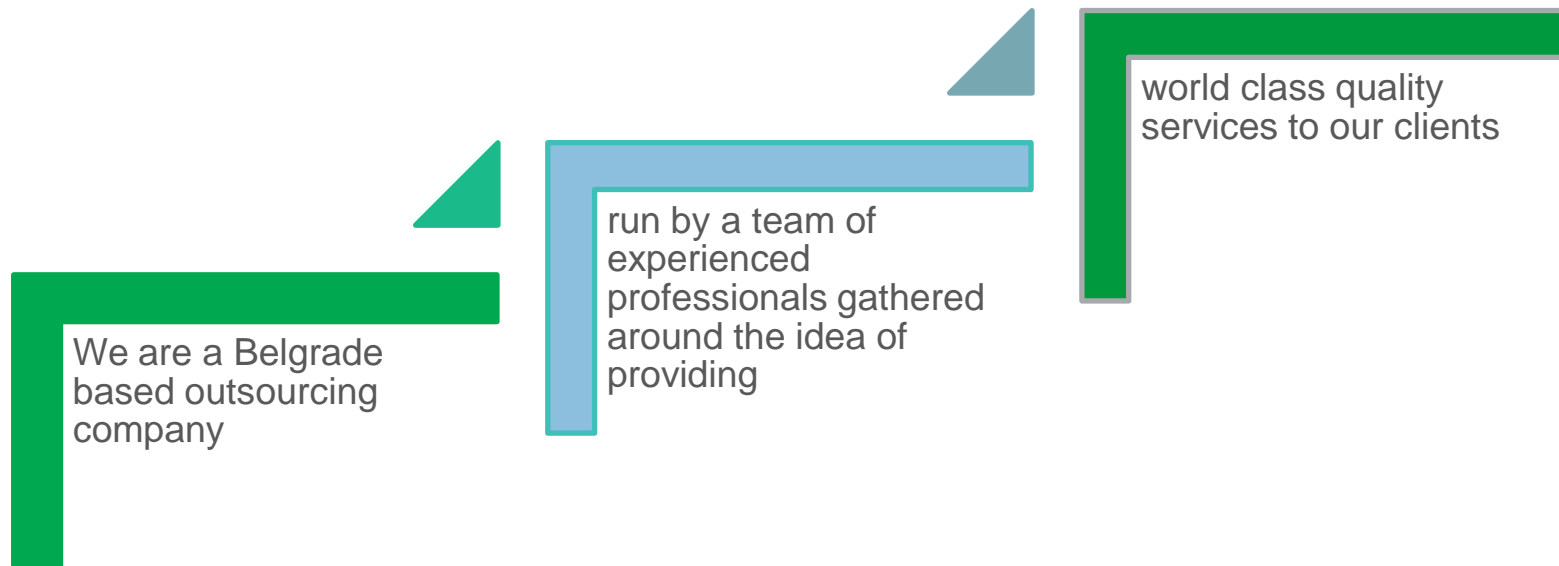 We are a Belgrade
based outsourcing
company
run by a team of
experienced
professionals gathered
around the idea of
providing
world class quality
services to our clients